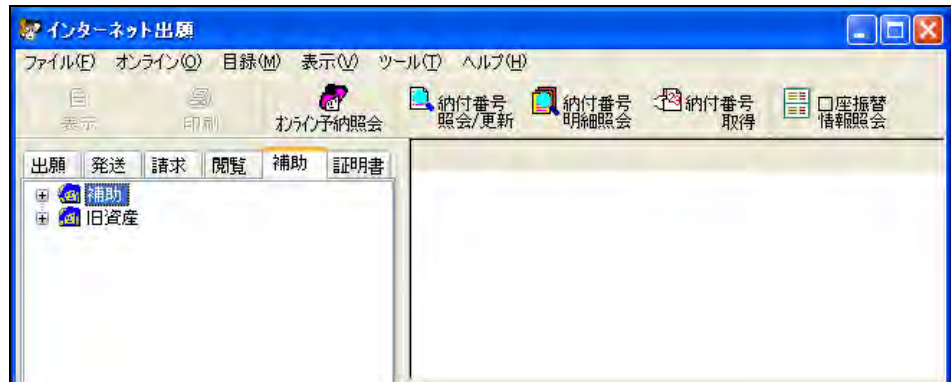 インターネット出願
ファイル(F) オンライン(O) 目録(M) 表示(V) ツール(T) ヘルプ(H)
表示 印刷 オンライン予納照会 納付番号照会/更新 納付番号明細照会 納付番号取得 口座振替情報照会
出願 発送 請求 閲覧 補助 証明書
補助
旧資産